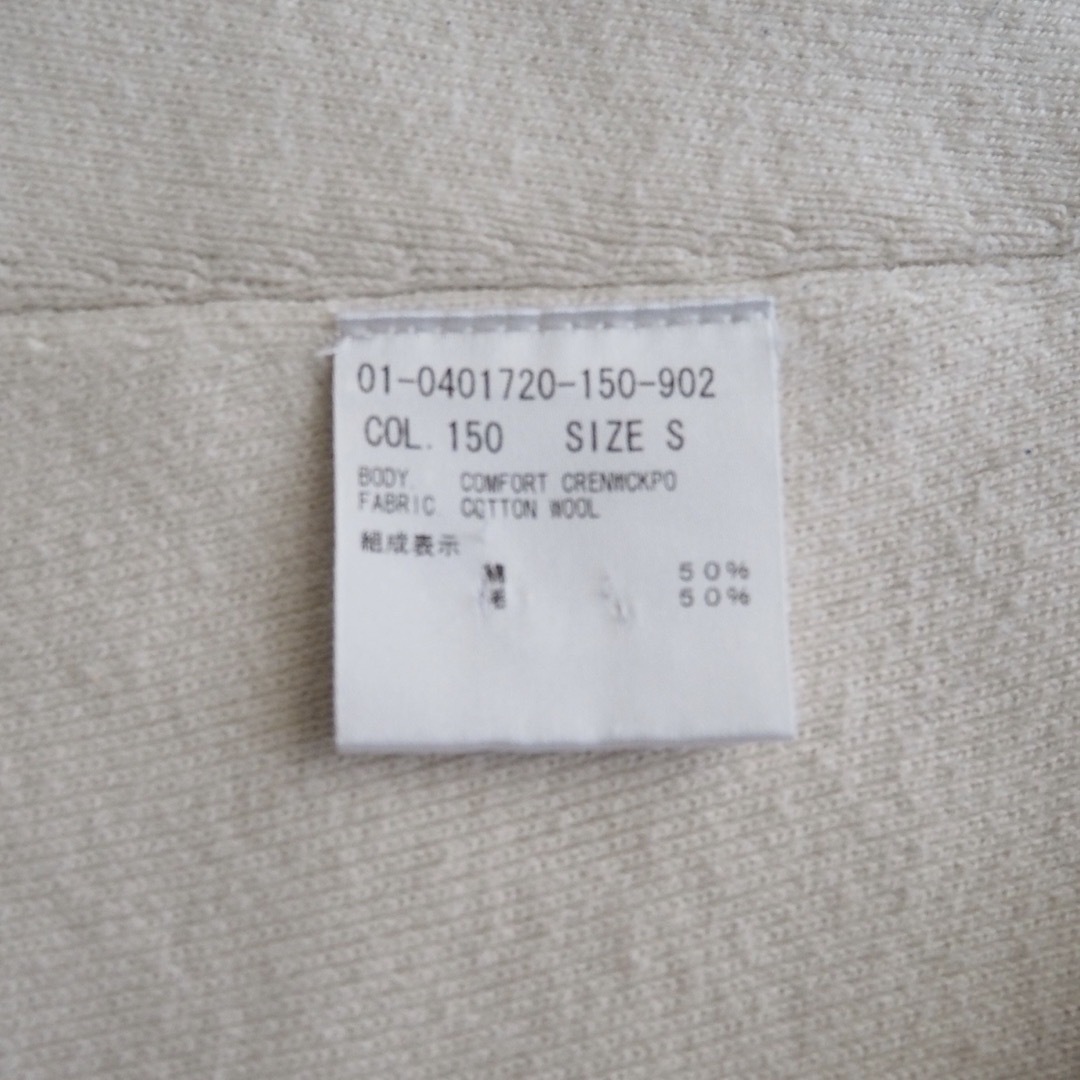 01-0401720-150-902
COL. 150 SIZE S
BODY. COMFORT CRENWCKPO
FABRIC COTTON WOOL
組成表示
綿 50%
毛 50%